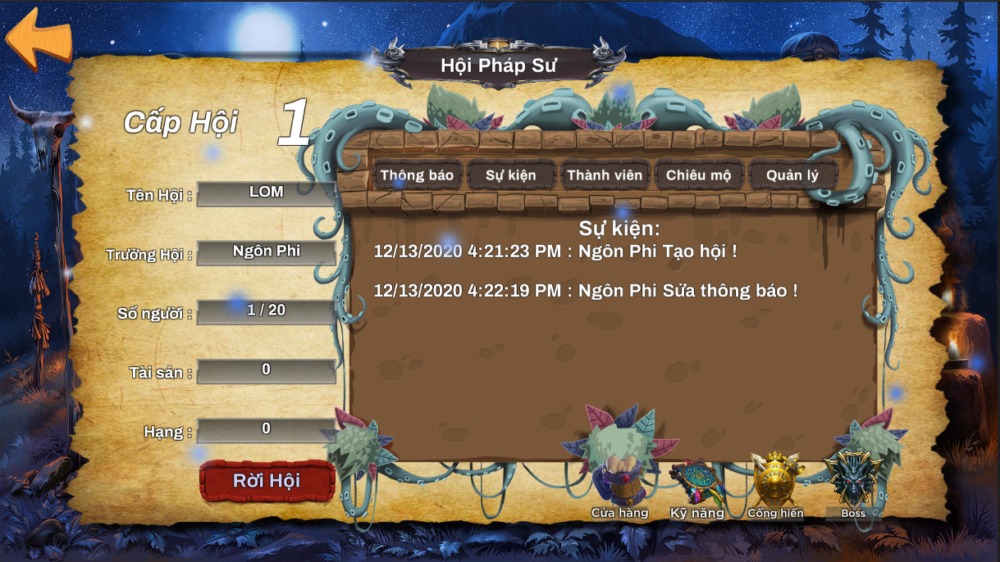 Hội Pháp Sư
Cấp Hội 1
Tên Hội : LOM
Trưởng Hội : Ngôn Phi
Số người : 1 / 20
Tài sản : 0
Hạng : 0
Rời Hội
Thông báo Sự kiện Thành viên Chiêu mộ Quản lý
Sự kiện:
12/13/2020 4:21:23 PM : Ngôn Phi Tạo hội !
12/13/2020 4:22:19 PM : Ngôn Phi Sửa thông báo !
Cửa hàng Kỹ năng Cống hiến Boss